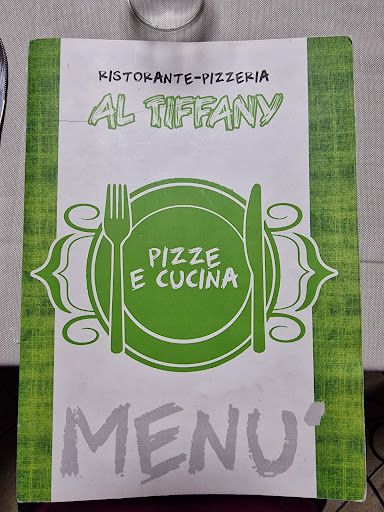 RISTORANTE-PIZZERIA
AL TIFFANY
PIZZE
E CUCINA
MENU'